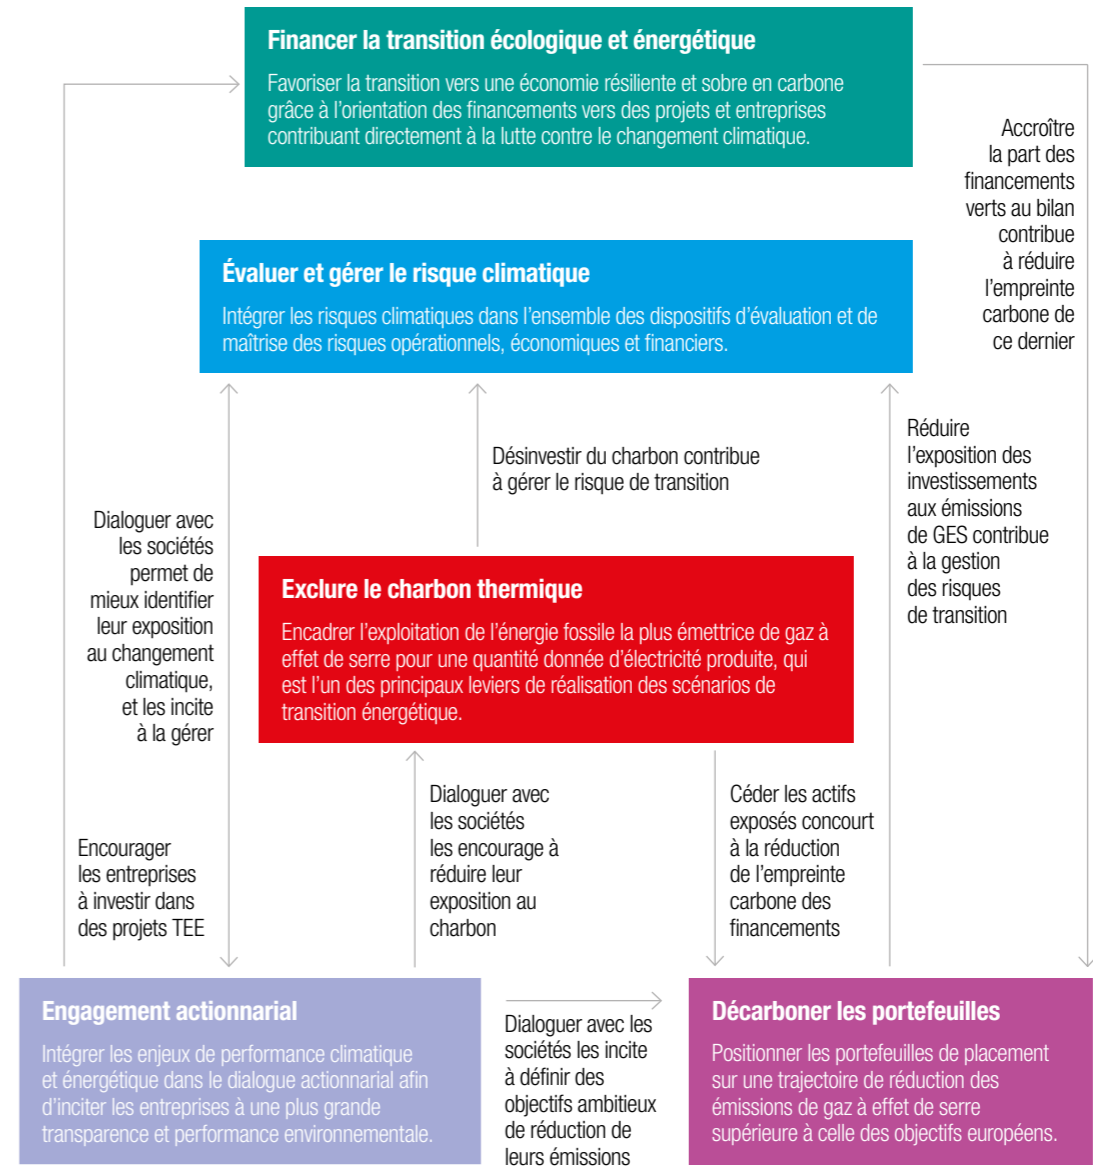 Financer la transition écologique et énergétique
Favoriser la transition vers une économie résiliente et sobre en carbone
grâce à l’orientation des financements vers des projets et entreprises
contribuant directement à la lutte contre le changement climatique.
Accroître
la part des
financements
verts au bilan
contribue
à réduire
l’empreinte
carbone de
ce dernier
Évaluer et gérer le risque climatique
Intégrer les risques climatiques dans l’ensemble des dispositifs d’évaluation et de
maîtrise des risques opérationnels, économiques et financiers.
Désinvestir du charbon contribue
à gérer le risque de transition
Réduire
l’exposition des
investissements
aux émissions
de GES contribue
à la gestion
des risques
de transition
Dialoguer avec
les sociétés
permet de
mieux identifier
leur exposition
au changement
climatique,
et les incite
à la gérer
Exclure le charbon thermique
Encadrer l’exploitation de l’énergie fossile la plus émettrice de gaz à
effet de serre pour une quantité donnée d’électricité produite, qui
est l’un des principaux leviers de réalisation des scénarios de
transition énergétique.
Encourager
les entreprises
à investir dans
des projets TEE
Dialoguer avec
les sociétés
les encourage à
réduire leur
exposition au
charbon
Céder les actifs
exposés concourt
à la réduction
de l’empreinte
carbone des
financements
Engagement actionnarial
Intégrer les enjeux de performance climatique
et énergétique dans le dialogue actionnarial afin
d’inciter les entreprises à une plus grande
transparence et performance environnementale.
Dialoguer avec les
sociétés les incite
à définir des
objectifs ambitieux
de réduction de
leurs émissions
Décarboner les portefeuilles
Positionner les portefeuilles de placement
sur une trajectoire de réduction des
émissions de gaz à effet de serre
supérieure à celle des objectifs européens.